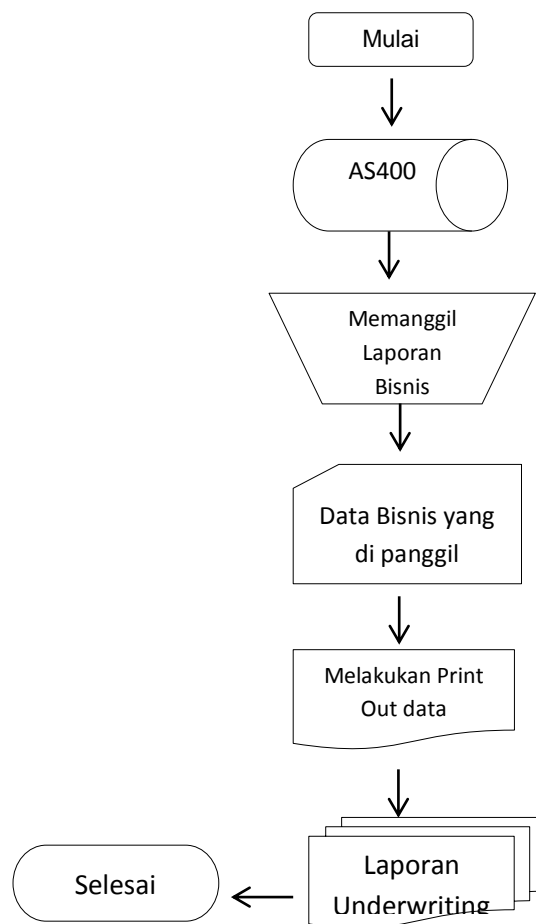 Mulai
AS400
Memanggil
Laporan
Bisnis
Data Bisnis yang
di panggil
Melakukan Print
Out data
Laporan
Underwriting
Selesai